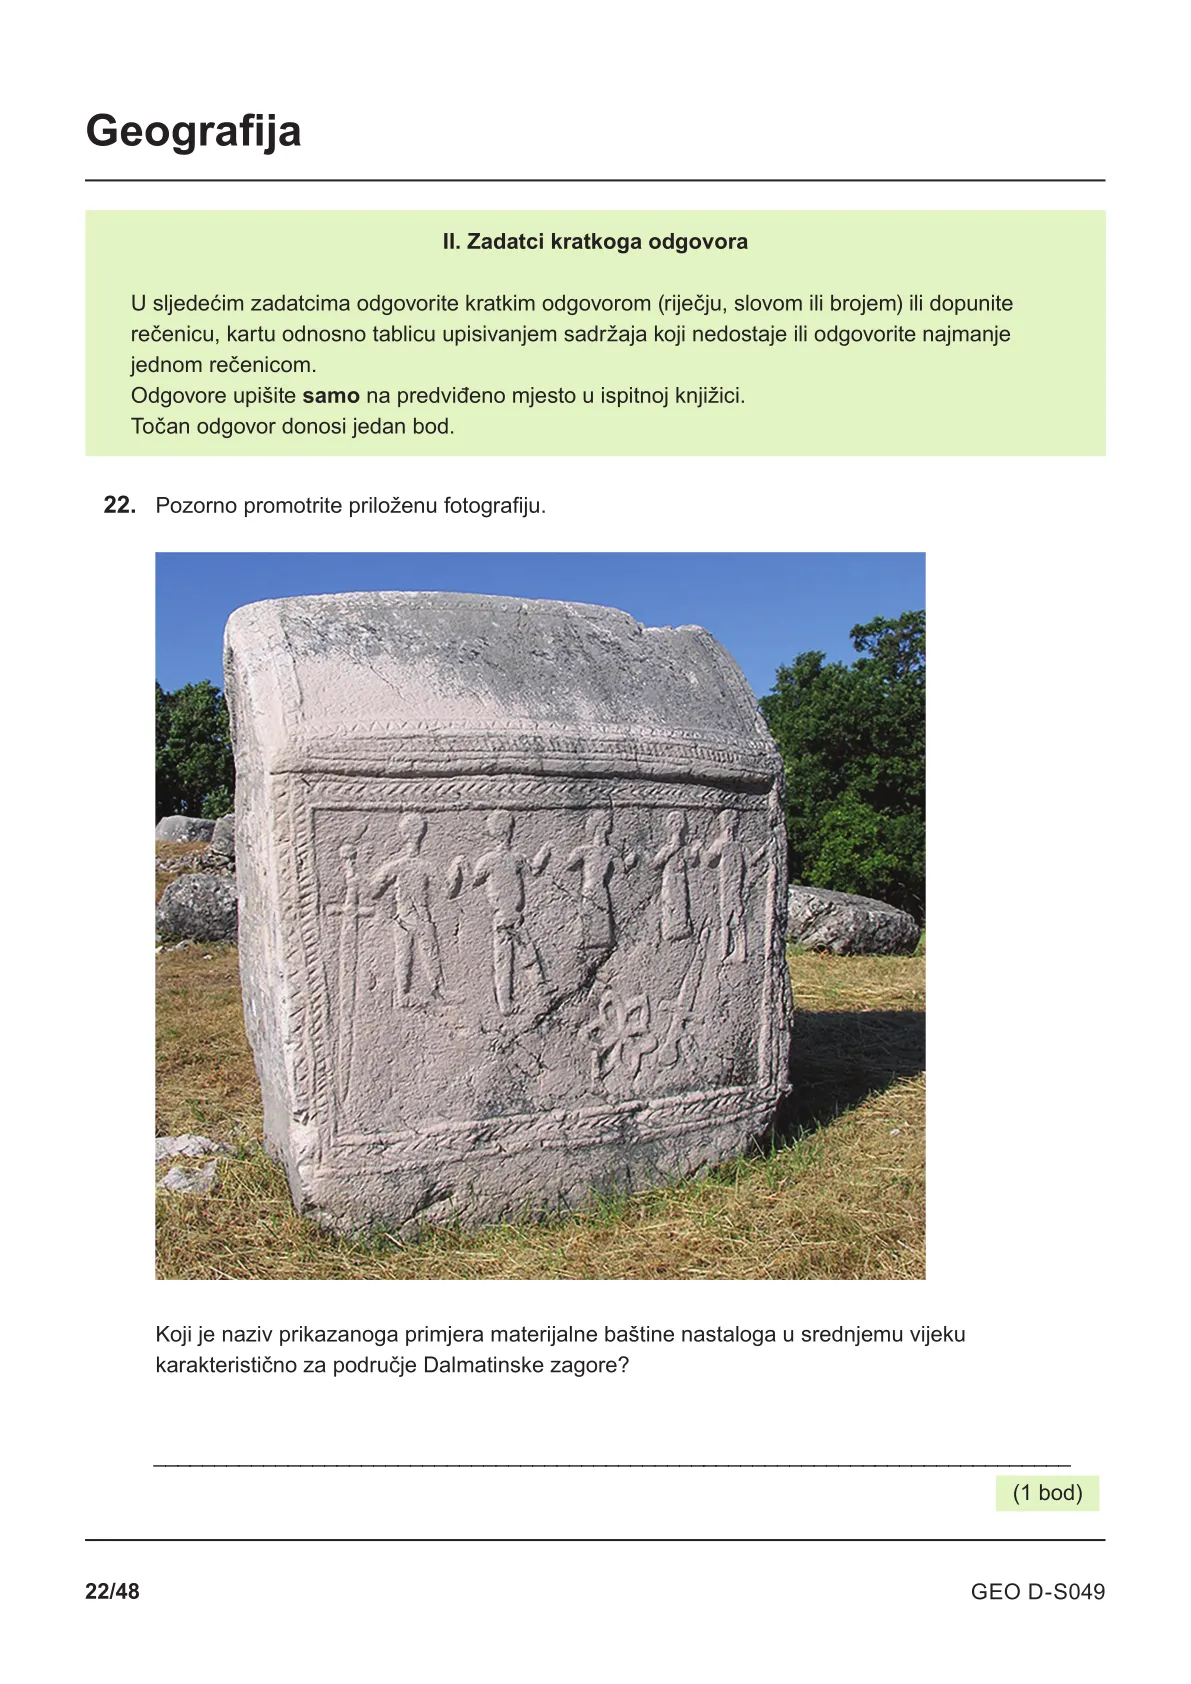 Geografija
II. Zadatci kratkoga odgovora
U sljedećim zadatcima odgovorite kratkim odgovorom (riječju, slovom ili brojem) ili dopunite
rečenicu, kartu odnosno tablicu upisivanjem sadržaja koji nedostaje ili odgovorite najmanje
jednom rečenicom.
Odgovore upišite samo na predviđeno mjesto u ispitnoj knjižici.
Točan odgovor donosi jedan bod.
22. Pozorno promotrite priloženu fotografiju.
Koji je naziv prikazanoga primjera materijalne baštine nastaloga u srednjemu vijeku
karakteristično za područje Dalmatinske zagore?
(1 bod)
22/48 GEO D-S049